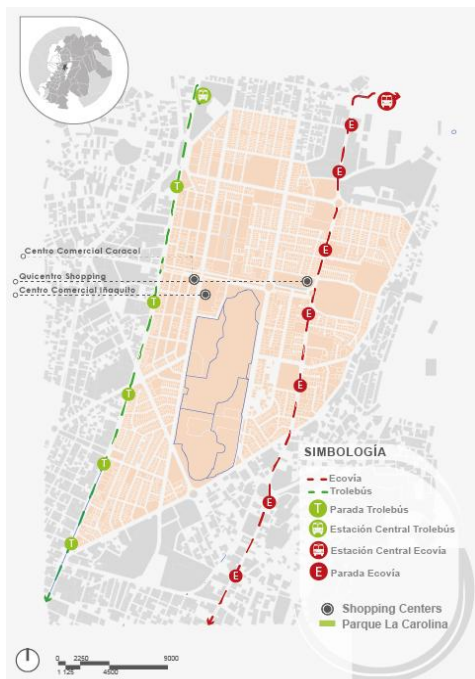 Centro Comercial Caracol
Quicentro Shopping
Centro Comercial Iñaquito
T
T
T
T
T
E
E
E
E
E
E
E
SIMBOLOGÍA
Ecovía
Trolebús
T Parada Trolebús
Estación Central Trolebús
Estación Central Ecovía
E Parada Ecovía
Shopping Centers
Parque La Carolina
0 2250 9000
1 125 4500